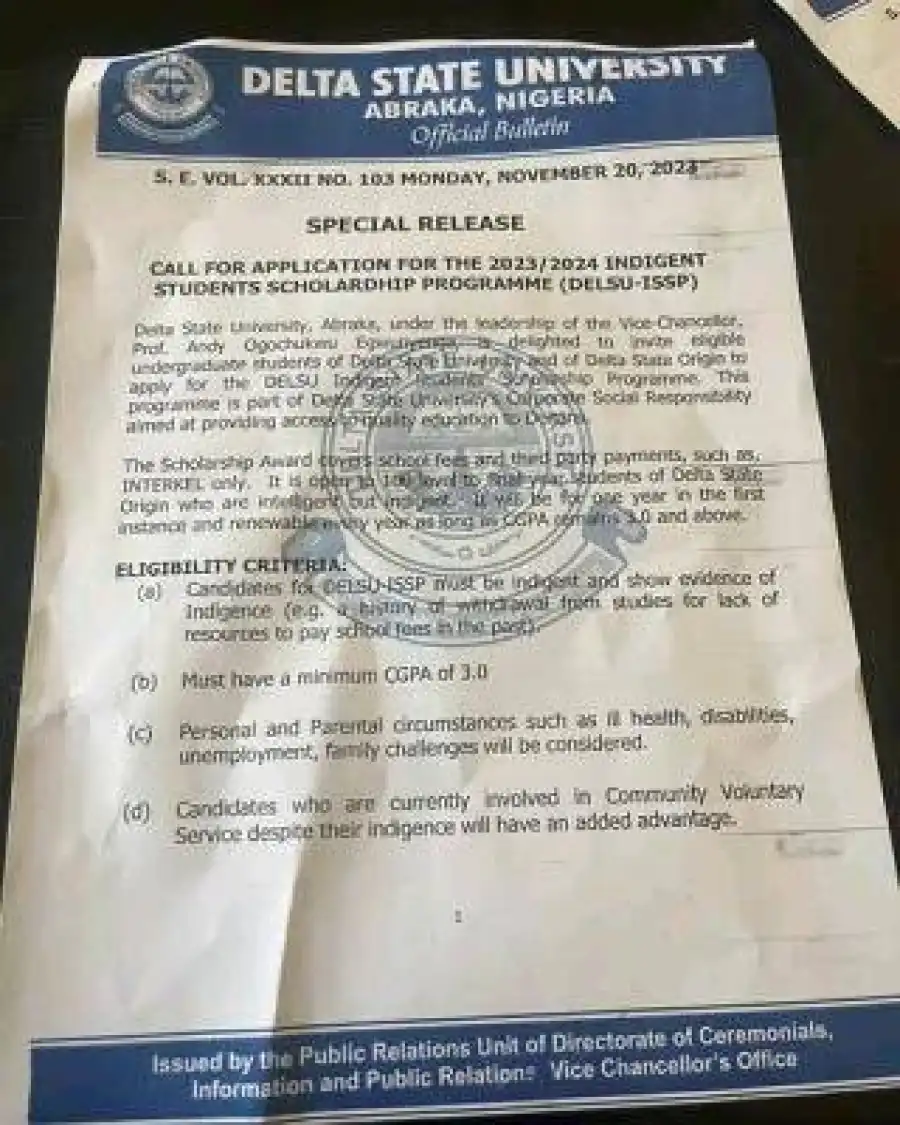 DELTA STATE UNIVERSITY
ABRAKA, NIGERIA
Official Bulletin
S. E. VOL. XXXII NO. 103 MONDAY, NOVEMBER 20, 2023
SPECIAL RELEASE
CALL FOR APPLICATION FOR THE 2023/2024 INDIGENT
STUDENTS SCHOLARDHIP PROGRAMME (DELSU-ISSP)
Delta State University, Abraka, under the leadership of the Vice-Chancellor,
Prof. Andy Ogochukwu Egwunyenga, is delighted to invite eligible
undergraduate students of Delta State University and of Delta State Origin to
apply for the DELSU Indigent Students' Scholarship Programme. This
programme is part of Delta State University's Corporate Social Responsibility
aimed at providing access to quality education to
The Scholarship Award covers school fees and third party payments, such as,
INTERKEL only. It is open to 100 level to final year students of Delta State
Origin who are intelligent but indigent. It will be for one year in the first
instance and renewable every year as long as CGPA remains 3.0 and above.
ELIGIBILITY CRITERIA:
(a) Candidates for DELSU-ISSP must be indigent and show evidence of
Indigence (e.g. a history of withdrawal from studies for lack of
resources to pay school fees in the past).
(b) Must have a minimum CGPA of 3.0
(c) Personal and Parental circumstances such as ill health, disabilities,
unemployment, family challenges will be considered.
(d) Candidates who are currently involved in Community Voluntary
Service despite their indigence will have an added advantage.
1
Issued by the Public Relations Unit of Directorate of Ceremonials,
Information and Public Relations Vice Chancellor's Office